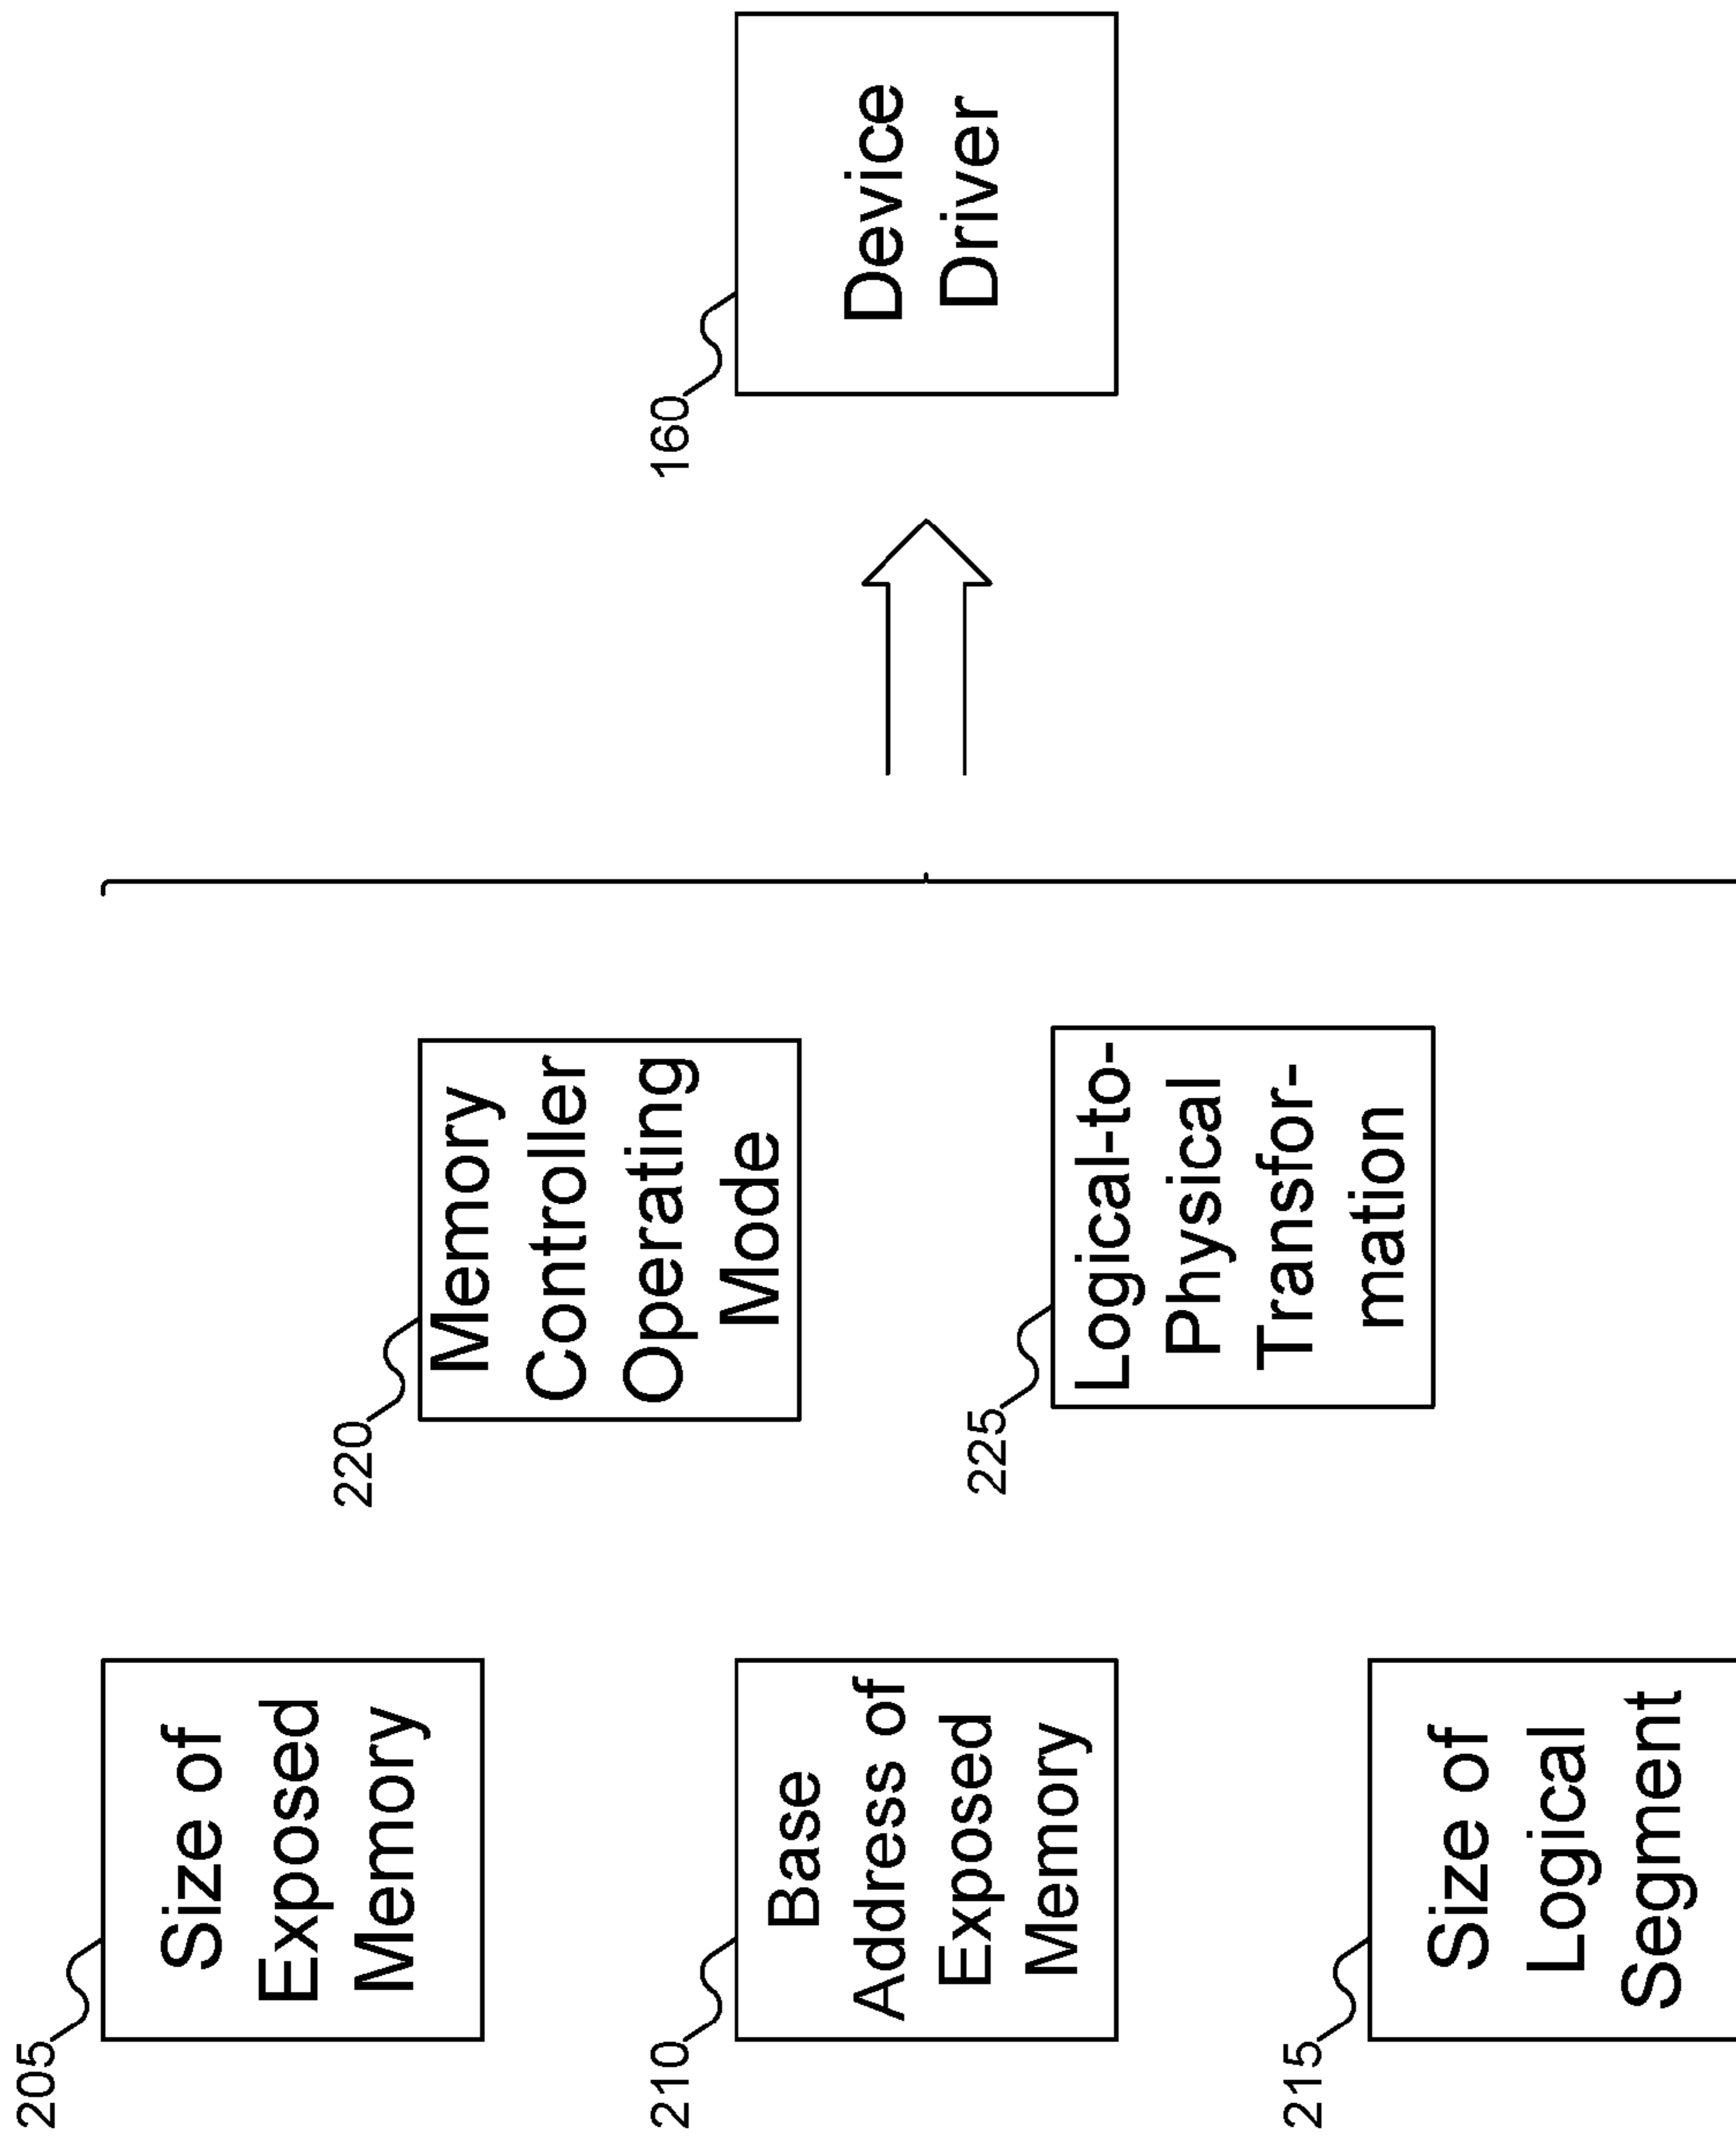 205
Size of
Exposed
Memory
210
Base
Address of
Exposed
Memory
215
Size of
Logical
Segment
220
Memory
Controller
Operating
Mode
225
Logical-to-
Physical
Transfor-
mation
160
Device
Driver